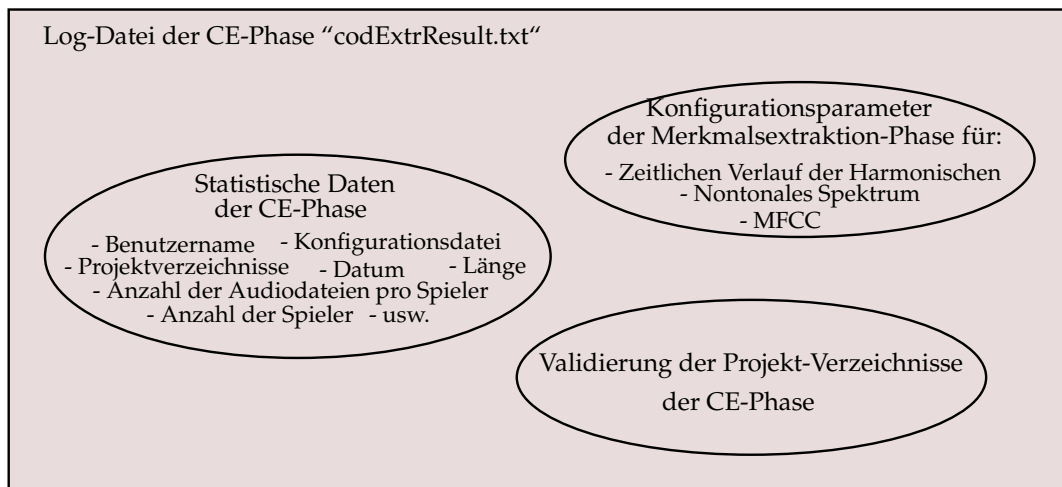 Log-Datei der CE-Phase “codExtrResult.txt“
Konfigurationsparameter
der Merkmalsextraktion-Phase für:
- Zeitlichen Verlauf der Harmonischen
- Nontonales Spektrum
- MFCC
Statistische Daten
der CE-Phase
- Benutzername - Konfigurationsdatei
- Projektverzeichnisse - Datum - Länge
- Anzahl der Audiodateien pro Spieler
- Anzahl der Spieler - usw.
Validierung der Projekt-Verzeichnisse
der CE-Phase